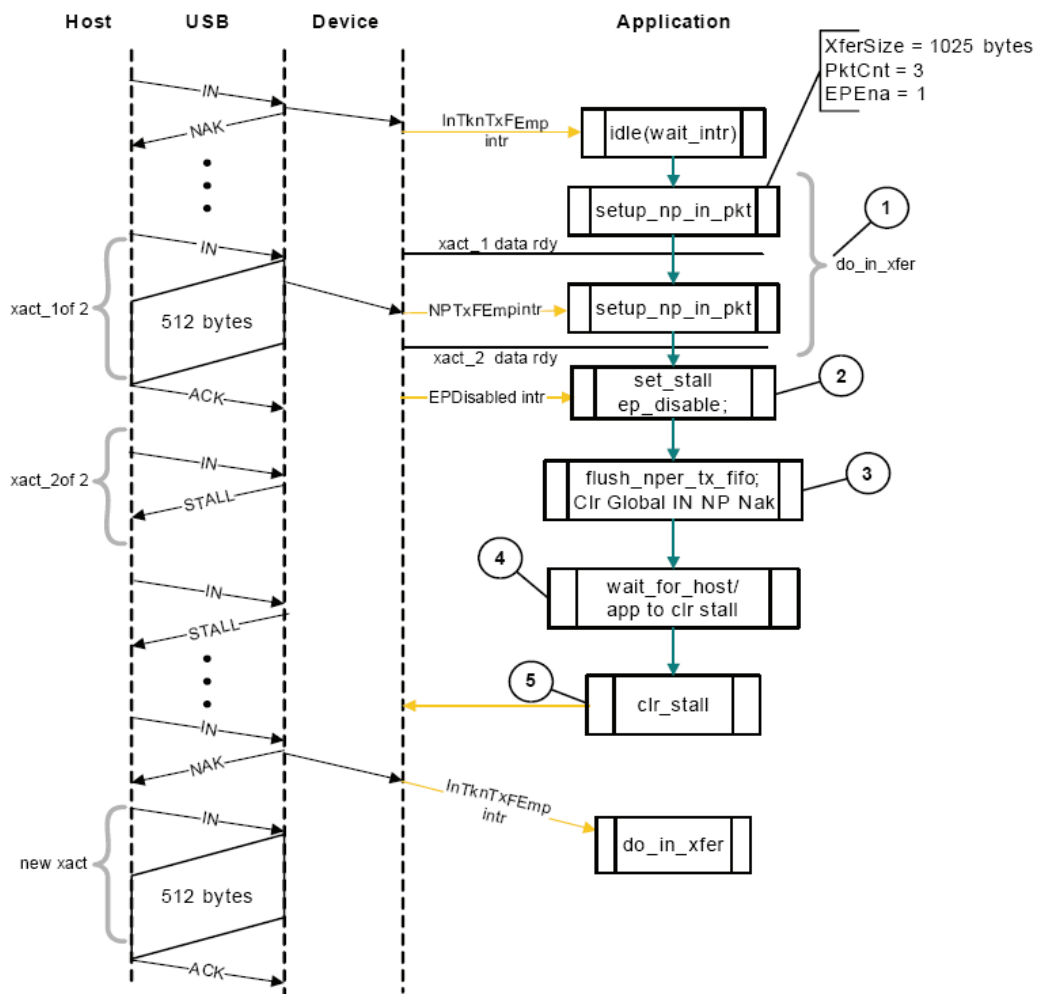 Host USB Device Application
XferSize = 1025 bytes
PktCnt = 3
EPEna = 1
IN
NAK
InTknTxFEmp
intr
idle(wait_intr)
setup_np_in_pkt
1
do_in_xfer
xact_1of 2
IN
xact_1 data rdy
512 bytes
NPTxFEmpintr
setup_np_in_pkt
xact_2 data rdy
ACK
EPDisabled intr
set_stall
ep_disable;
2
xact_2of 2
IN
STALL
flush_nper_tx_fifo;
Clr Global IN NP Nak
3
4
IN
STALL
wait_for_host/
app to clr stall
5
clr_stall
IN
NAK
InTknTxFEmp
intr
do_in_xfer
new xact
IN
512 bytes
ACK